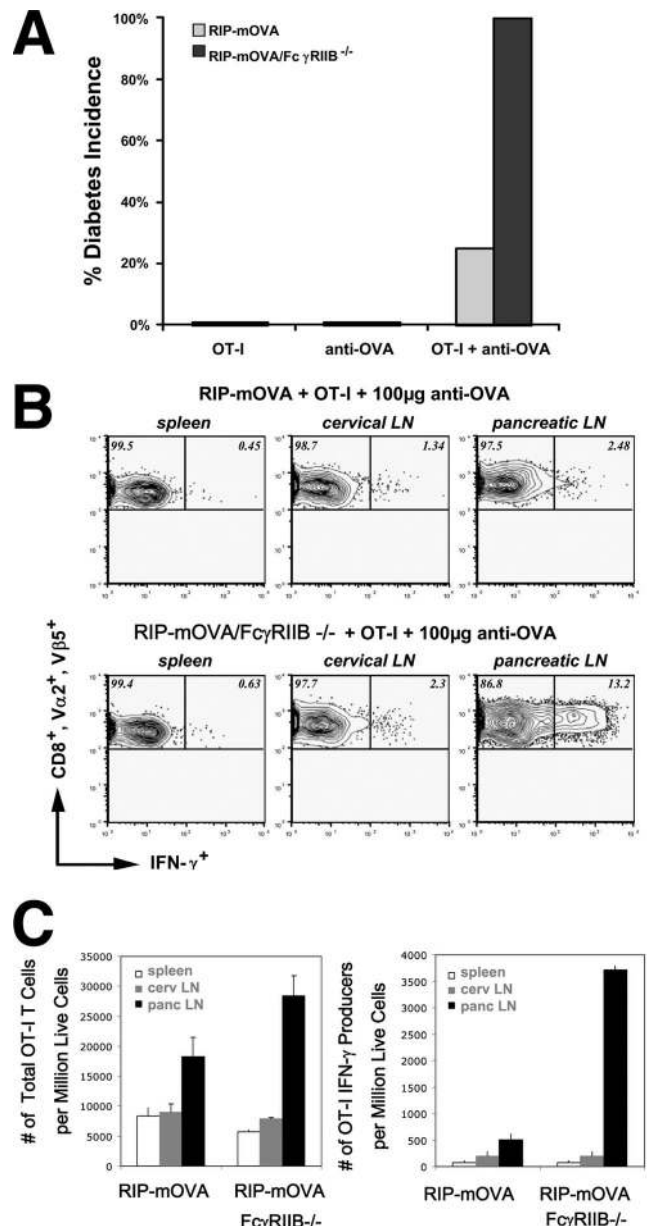 A
% Diabetes Incidence
100%
80%
60%
40%
20%
0%
RIP-mOVA
RIP-mOVA/Fc γRIIB -/-
OT-I
anti-OVA
OT-I + anti-OVA
B
RIP-mOVA + OT-I + 100µg anti-OVA
spleen
cervical LN
pancreatic LN
99.5
0.45
98.7
1.34
97.5
2.48
RIP-mOVA/FcγRIIB -/- + OT-I + 100µg anti-OVA
spleen
cervical LN
pancreatic LN
99.4
0.63
97.7
2.3
86.8
13.2
CD8⁺, Vα2⁺, Vβ5⁺
IFN-γ⁺
C
# of Total OT-I T Cells
per Million Live Cells
35000
30000
25000
20000
15000
10000
5000
0
spleen
cerv LN
panc LN
RIP-mOVA
RIP-mOVA
FcγRIIB-/-
# of OT-I IFN-γ Producers
per Million Live Cells
4000
3500
3000
2500
2000
1500
1000
500
0
spleen
cerv LN
panc LN
RIP-mOVA
RIP-mOVA
FcγRIIB-/-